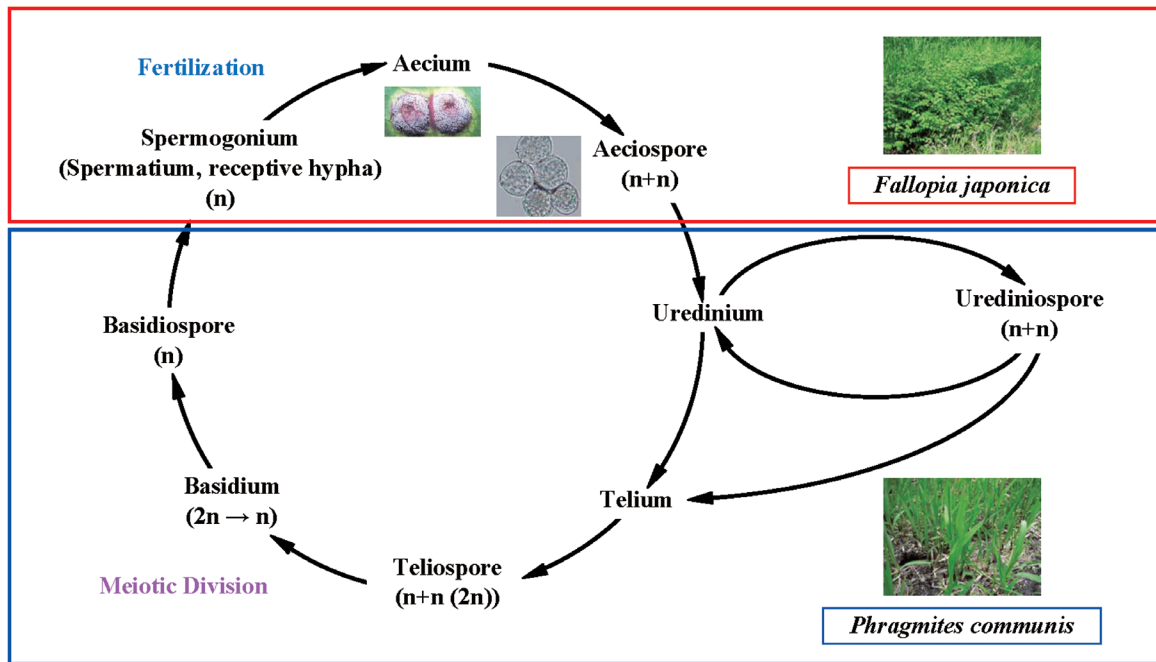 Fertilization
Aecium
Spermogonium
(Spermatium, receptive hypha)
(n)
Aeciospore
(n+n)
Fallopia japonica
Uredinium
Urediniospore
(n+n)
Basidiospore
(n)
Basidium
(2n → n)
Telium
Meiotic Division
Teliospore
(n+n (2n))
Phragmites communis